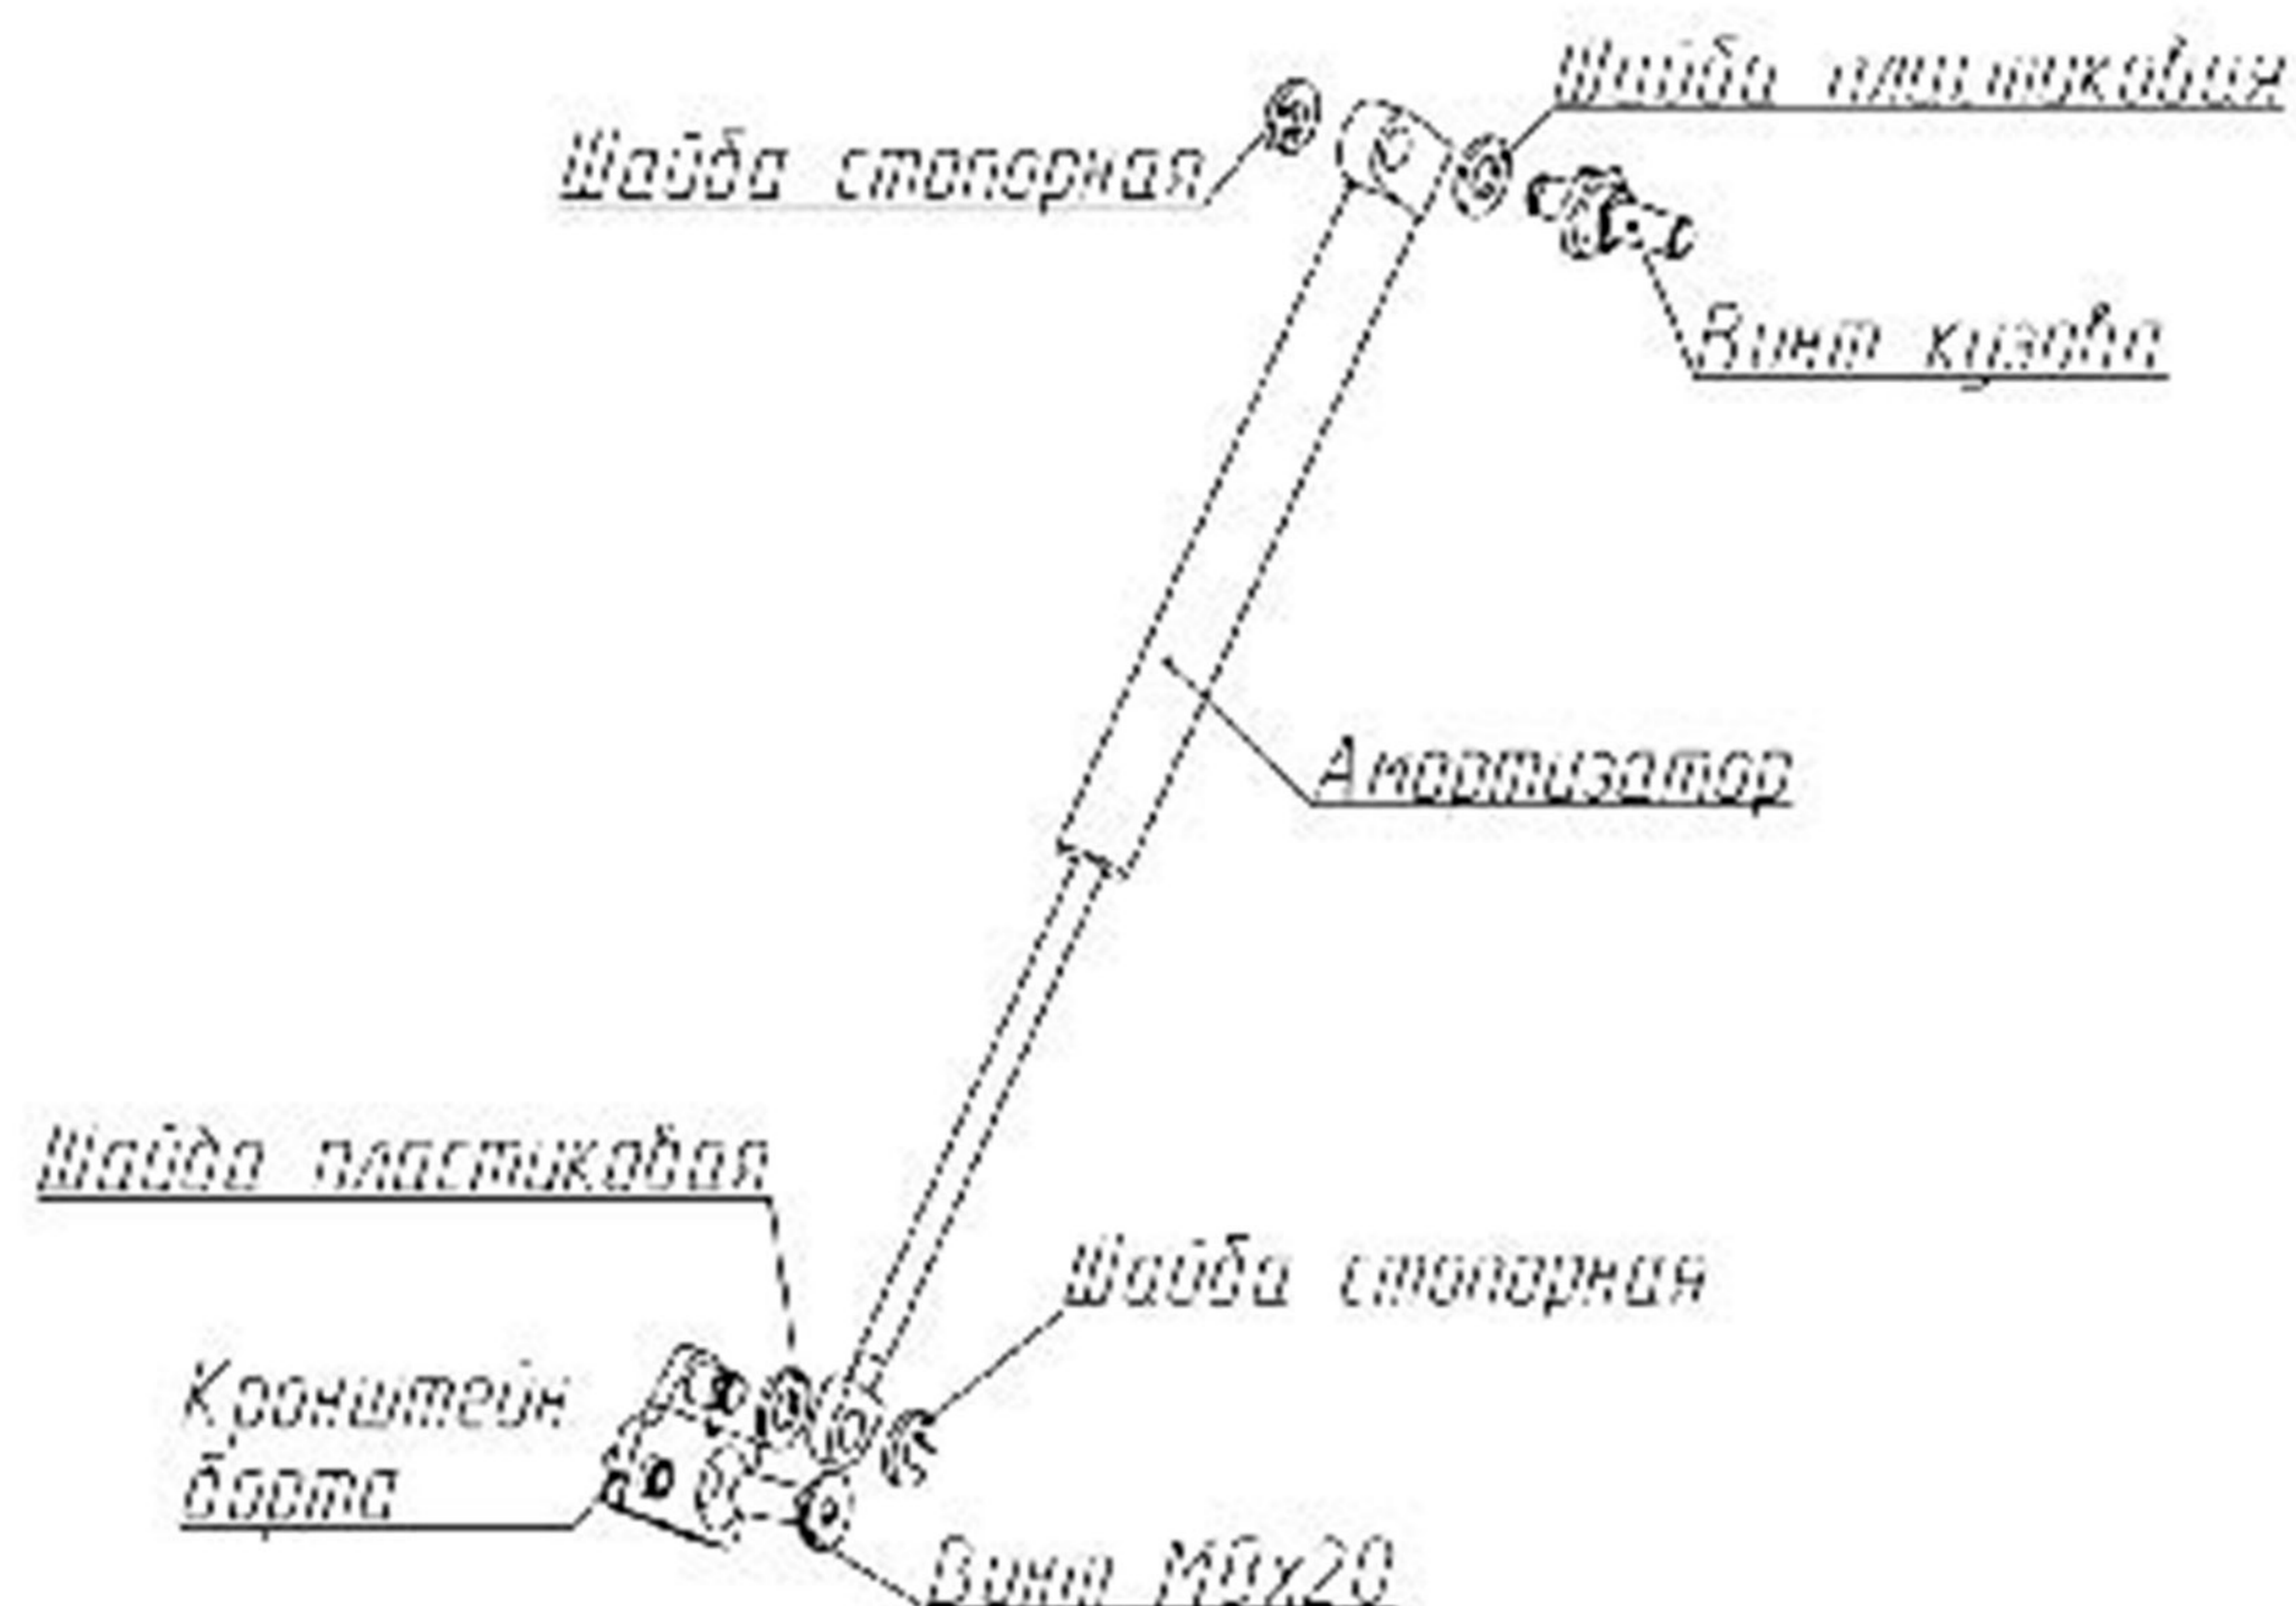 Шайба пластиковая
Шайба стопорная
Винт кузова
Амортизатор
Шайба пластиковая
Шайба стопорная
Кронштейн
борта
Винт М8х20